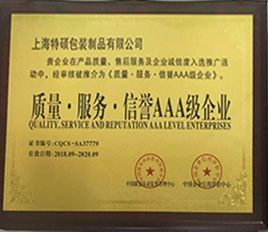 上海特硕包装制品有限公司
贵企业在产品质量、售后服务及企业诚信度入选推广活
动中，经审核被推介为《质量·服务·信誉AAA级企业》。
质量·服务·信誉AAA级企业
QUALITY, SERVICE AND REPUTATION AAA LEVEL ENTERPRISES
证书编号：CQCS-SA37779
有效日期：2018.09-2020.09